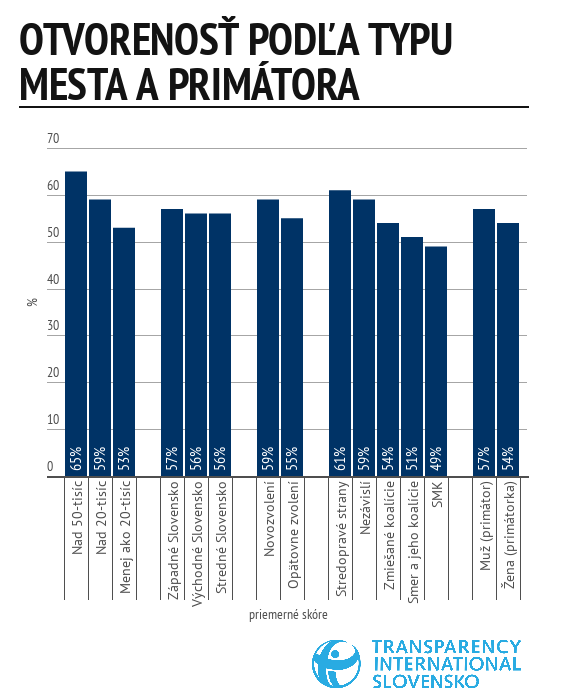 OTVORENOSŤ PODĽA TYPU
MESTA A PRIMÁTORA
70
60
50
40
30
20
10
0
%
65%
59%
53%
57%
56%
56%
59%
55%
61%
59%
54%
51%
49%
57%
54%
Nad 50-tisíc
Nad 20-tisíc
Menej ako 20-tisíc
Západné Slovensko
Východné Slovensko
Stredné Slovensko
Novozvolení
Opätovne zvolení
Stredopravé strany
Nezávislí
Zmiešané koalície
Smer a jeho koalície
SMK
Muž (primátor)
Žena (primátorka)
priemerné skóre
TRANSPARENCY
INTERNATIONAL
SLOVENSKO